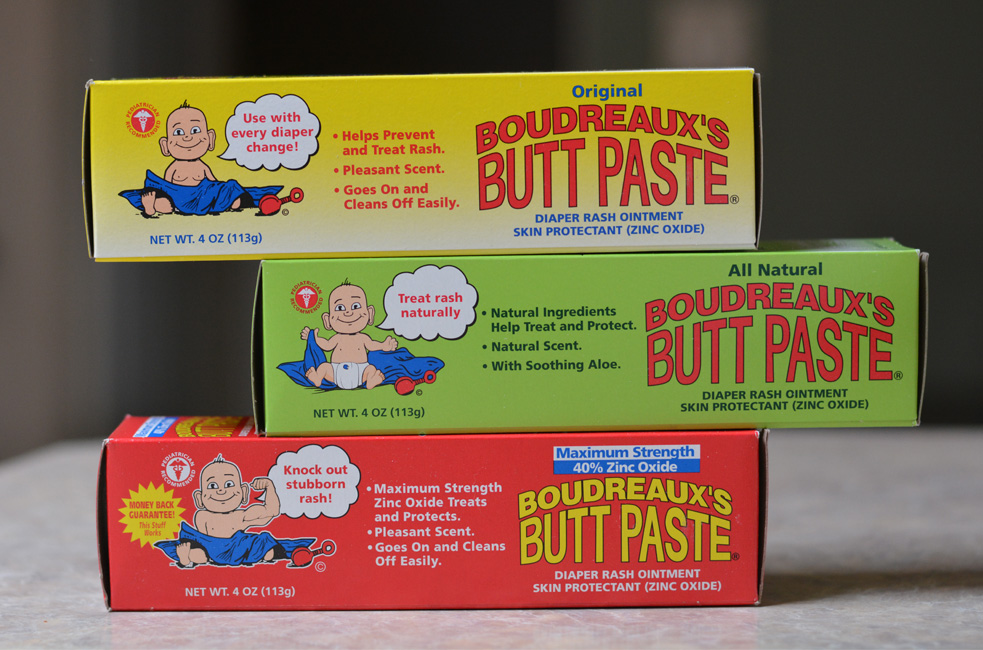 PEDIATRICIAN
RECOMMENDED
Use with
every diaper
change!
• Helps Prevent
and Treat Rash.
• Pleasant Scent.
• Goes On and
Cleans Off Easily.
©
NET WT. 4 OZ (113g)
Original
BOUDREAUX'S
BUTT PASTE®
DIAPER RASH OINTMENT
SKIN PROTECTANT (ZINC OXIDE)
PEDIATRICIAN
RECOMMENDED
Treat rash
naturally
• Natural Ingredients
Help Treat and Protect.
• Natural Scent.
• With Soothing Aloe.
©
NET WT. 4 OZ (113g)
All Natural
BOUDREAUX'S
BUTT PASTE®
DIAPER RASH OINTMENT
SKIN PROTECTANT (ZINC OXIDE)
PEDIATRICIAN
RECOMMENDED
MONEY BACK
GUARANTEE!
This Stuff
Works
Knock out
stubborn
rash!
• Maximum Strength
Zinc Oxide Treats
and Protects.
• Pleasant Scent.
• Goes On and Cleans
Off Easily.
©
NET WT. 4 OZ (113g)
Maximum Strength
40% Zinc Oxide
BOUDREAUX'S
BUTT PASTE®
DIAPER RASH OINTMENT
SKIN PROTECTANT (ZINC OXIDE)